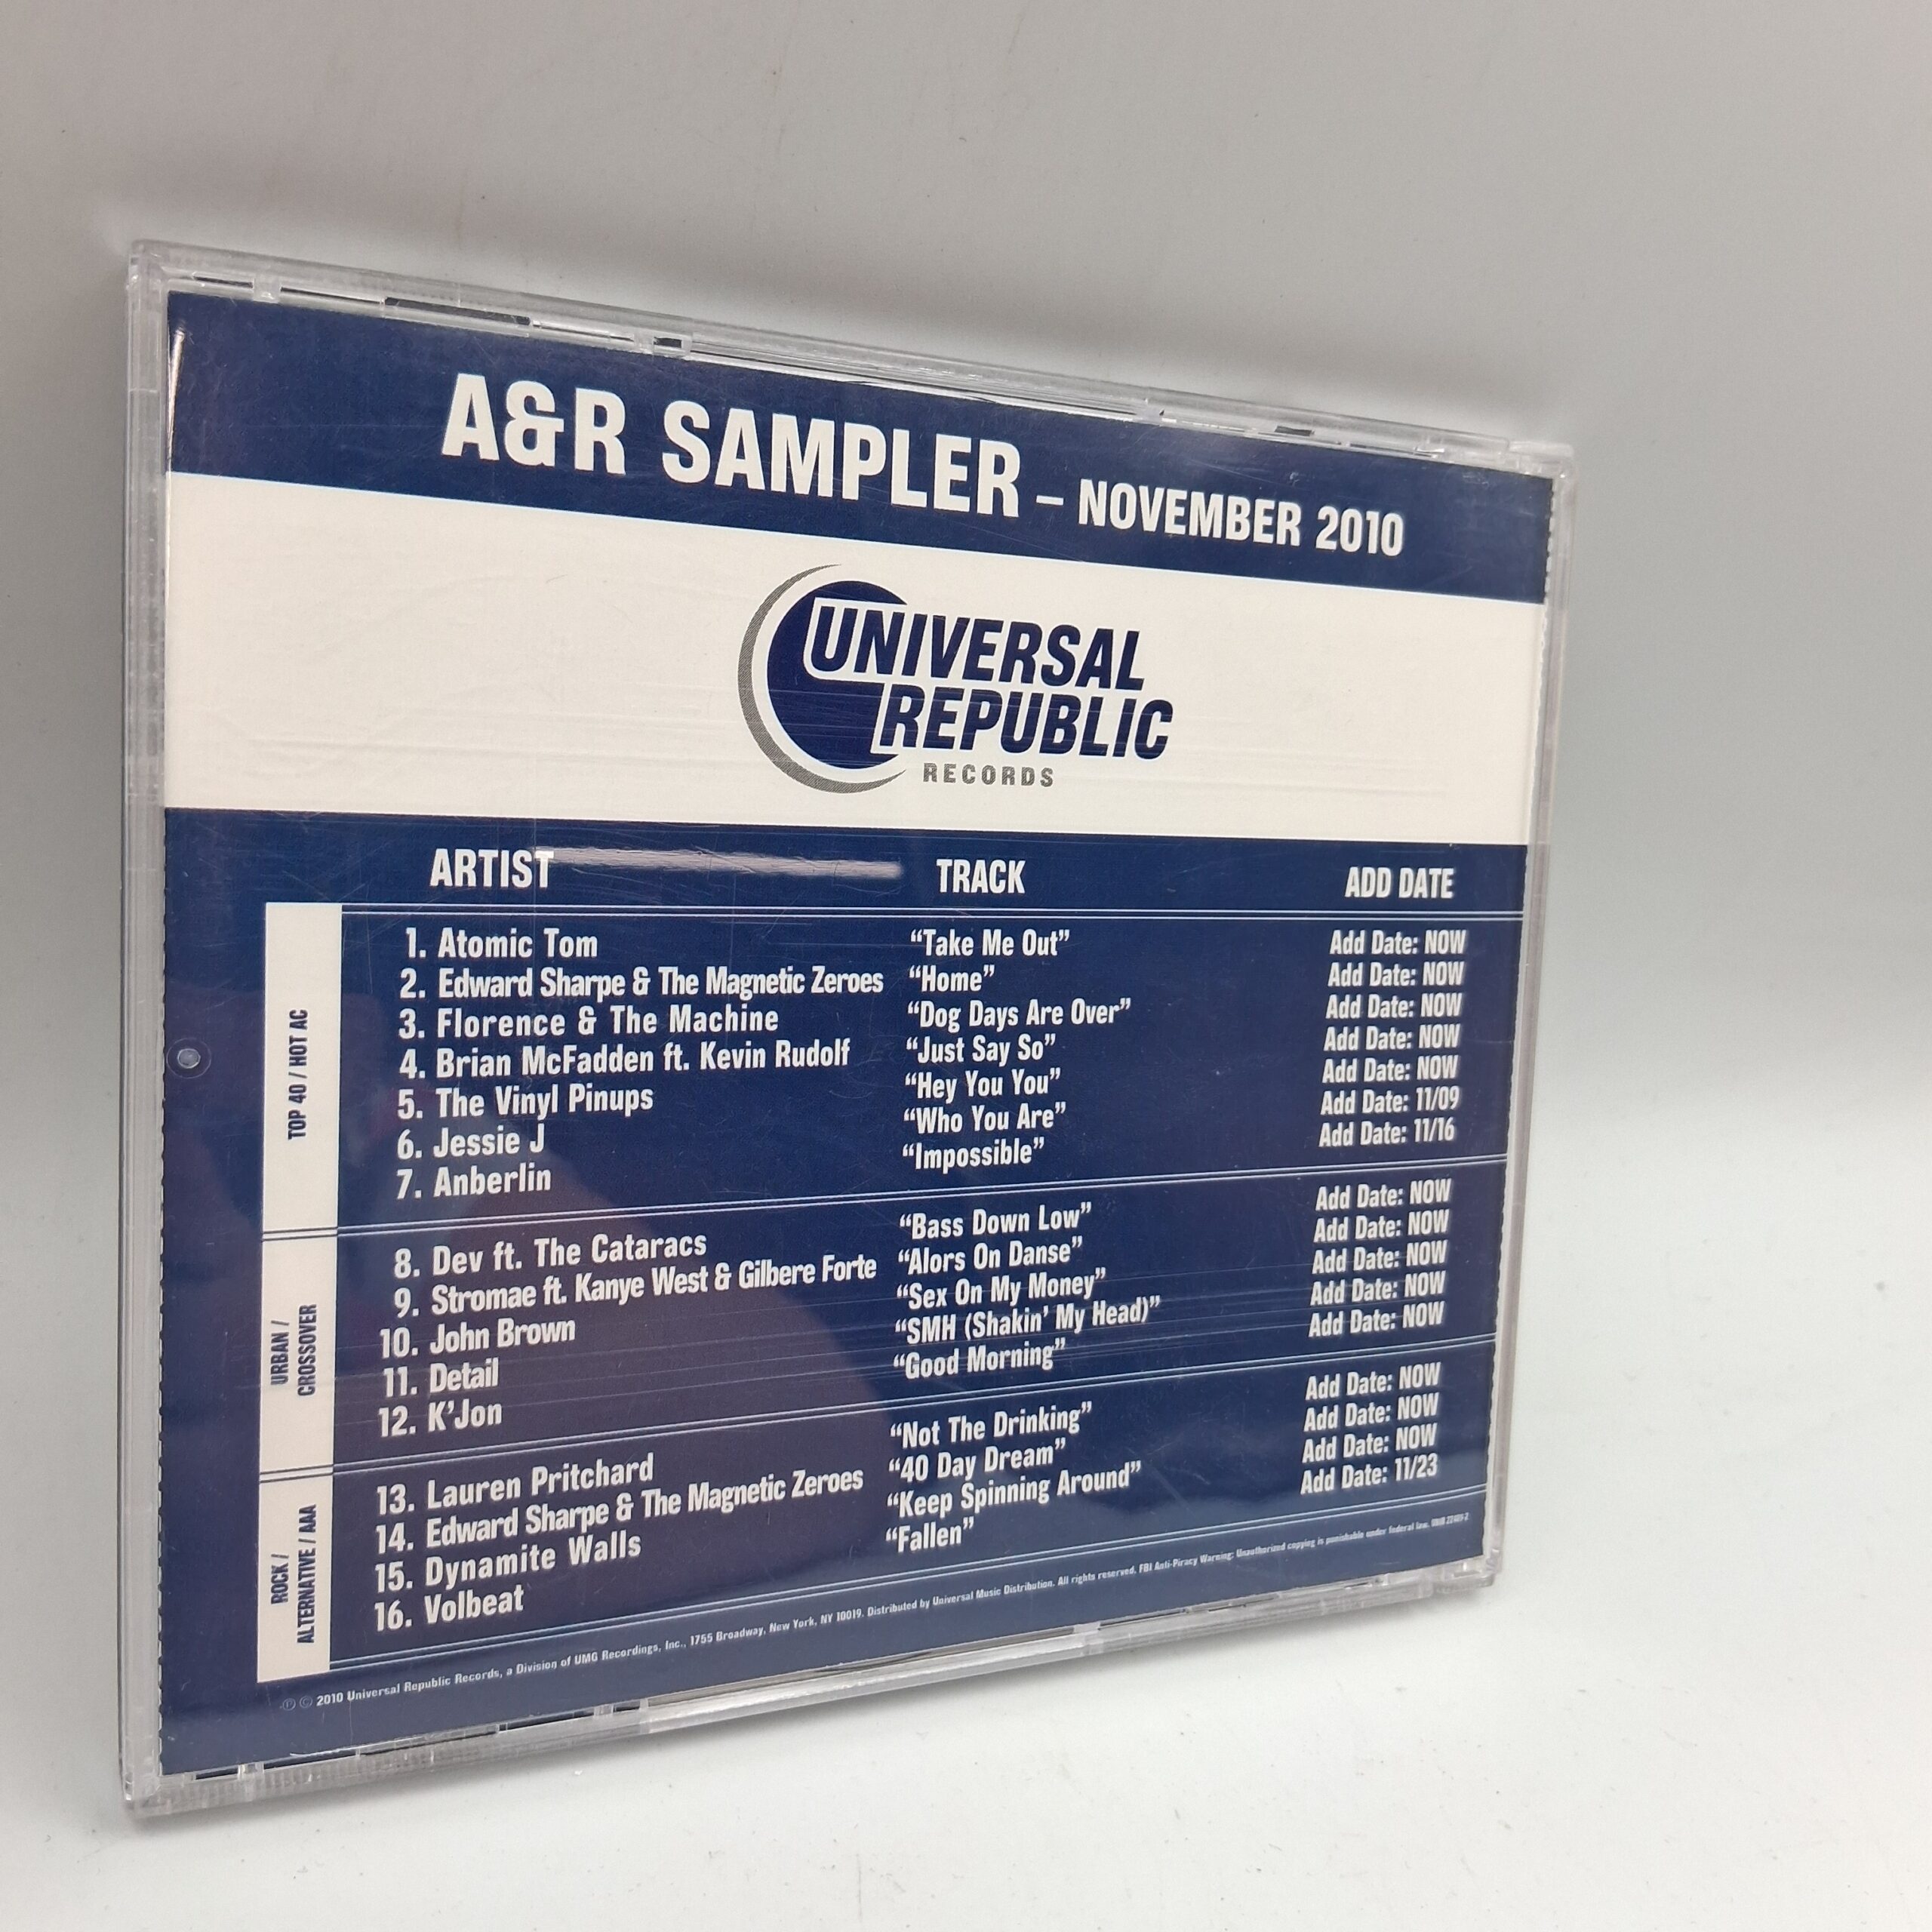 A&R SAMPLER – NOVEMBER 2010
UNIVERSAL
REPUBLIC
RECORDS
ARTIST TRACK ADD DATE
TOP 40 / HOT AC
1. Atomic Tom “Take Me Out” Add Date: NOW
2. Edward Sharpe & The Magnetic Zeroes “Home” Add Date: NOW
3. Florence & The Machine “Dog Days Are Over” Add Date: NOW
4. Brian McFadden ft. Kevin Rudolf “Just Say So” Add Date: NOW
5. The Vinyl Pinups “Hey You You” Add Date: NOW
6. Jessie J “Who You Are” Add Date: 11/09
7. Anberlin “Impossible” Add Date: 11/16
URBAN /
CROSSOVER
8. Dev ft. The Cataracs “Bass Down Low” Add Date: NOW
9. Stromae ft. Kanye West & Gilbere Forte “Alors On Danse” Add Date: NOW
10. John Brown “Sex On My Money” Add Date: NOW
11. Detail “SMH (Shakin’ My Head)” Add Date: NOW
12. K’Jon “Good Morning” Add Date: NOW
ROCK /
ALTERNATIVE / AAA
13. Lauren Pritchard “Not The Drinking” Add Date: NOW
14. Edward Sharpe & The Magnetic Zeroes “40 Day Dream” Add Date: NOW
15. Dynamite Walls “Keep Spinning Around” Add Date: NOW
16. Volbeat “Fallen” Add Date: 11/23
℗ © 2010 Universal Republic Records, a Division of UMG Recordings, Inc., 1755 Broadway, New York, NY 10019. Distributed by Universal Music Distribution. All rights reserved. FBI Anti-Piracy Warning: Unauthorized copying is punishable under federal law.